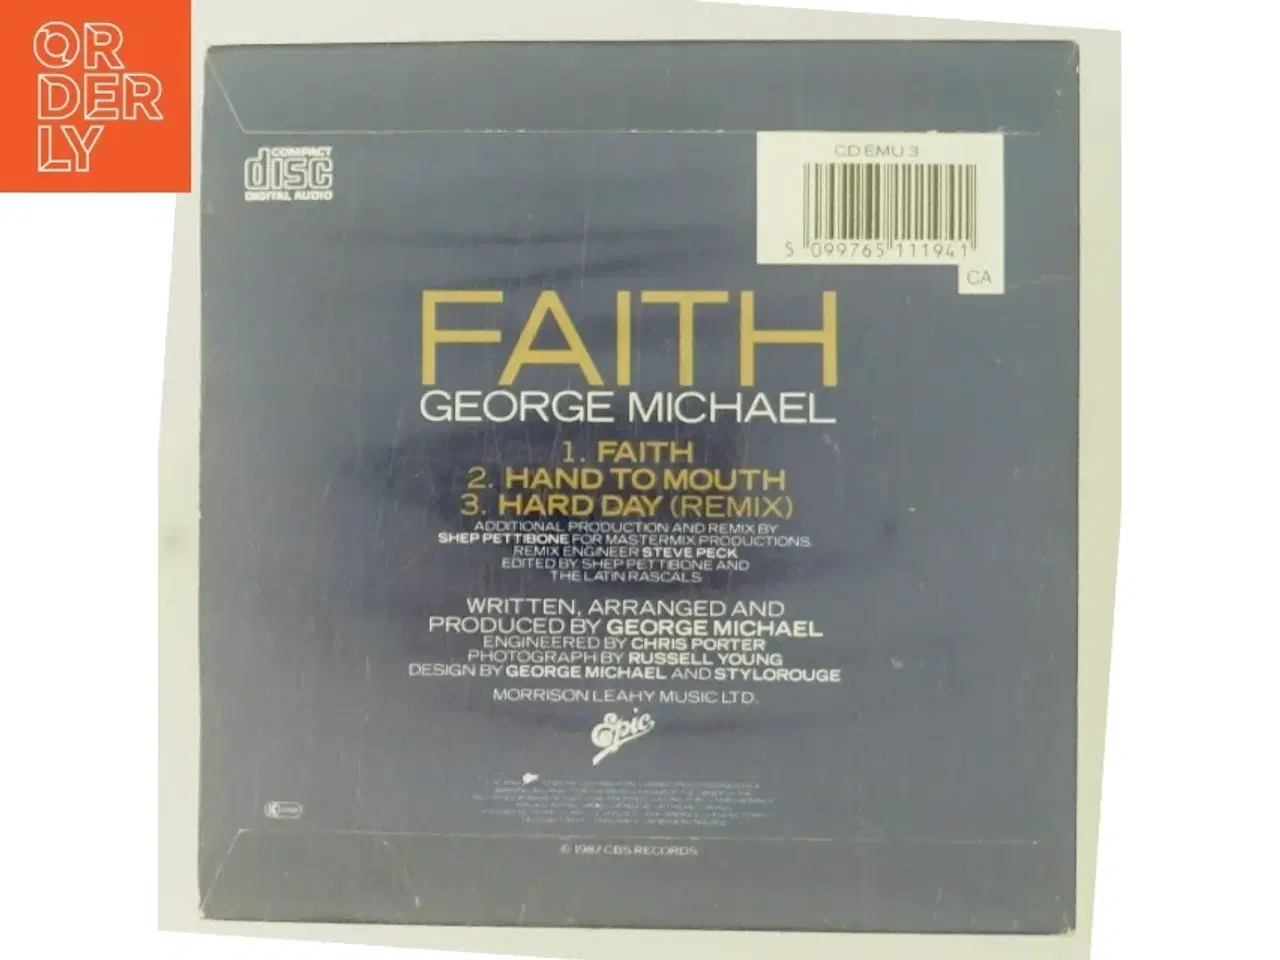 OR
DER
LY
COMPACT
disc
DIGITAL AUDIO
CD EMU 3
5 099765 111941
CA
FAITH
GEORGE MICHAEL
1. FAITH
2. HAND TO MOUTH
3. HARD DAY (REMIX)
ADDITIONAL PRODUCTION AND REMIX BY
SHEP PETTIBONE FOR MASTERMIX PRODUCTIONS.
REMIX ENGINEER STEVE PECK
EDITED BY SHEP PETTIBONE AND
THE LATIN RASCALS
WRITTEN, ARRANGED AND
PRODUCED BY GEORGE MICHAEL
ENGINEERED BY CHRIS PORTER
PHOTOGRAPH BY RUSSELL YOUNG
DESIGN BY GEORGE MICHAEL AND STYLOROUGE
MORRISON LEAHY MUSIC LTD.
Epic
© 1987 CBS RECORDS